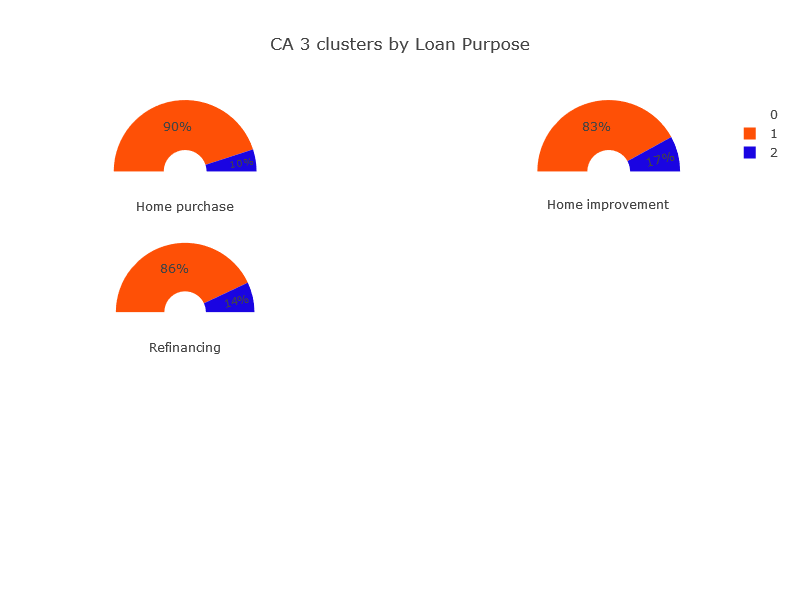 CA 3 clusters by Loan Purpose
90%
10%
Home purchase
83%
17%
Home improvement
0
1
2
86%
14%
Refinancing